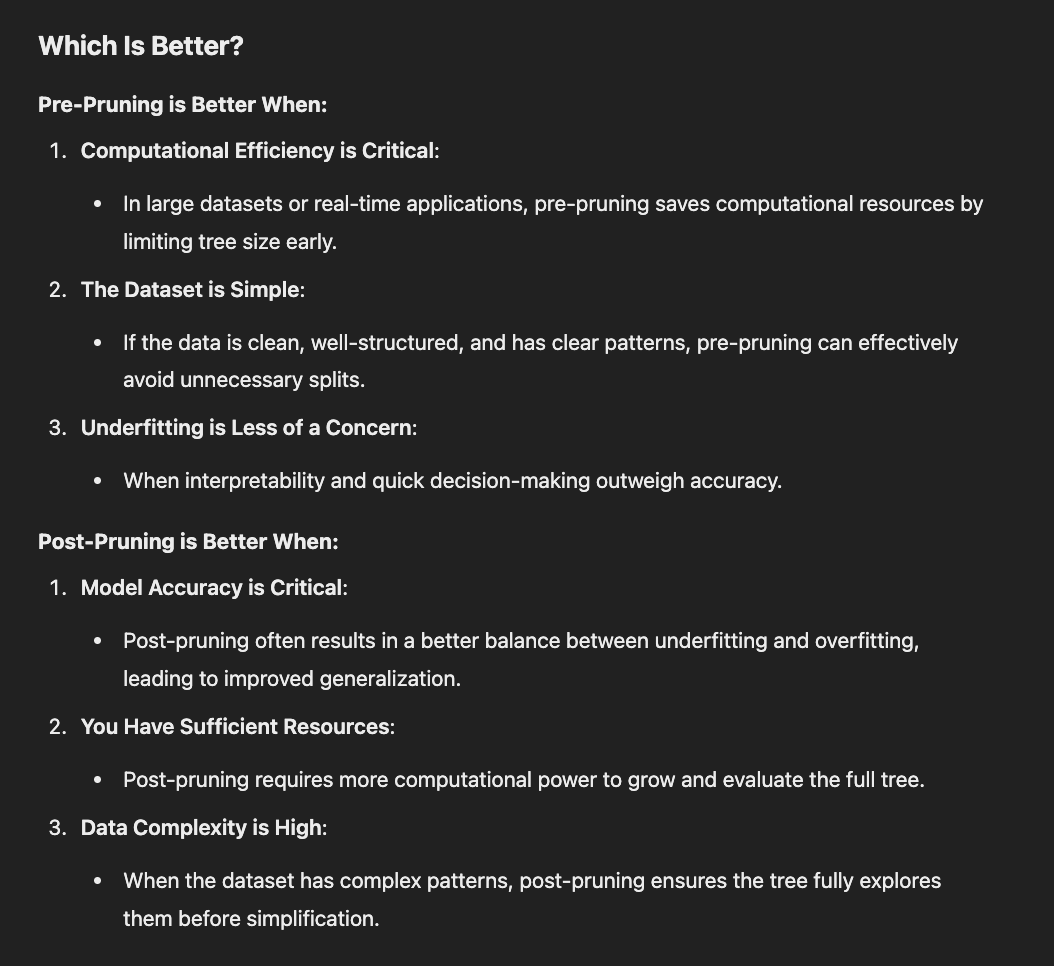 Which Is Better?
Pre-Pruning is Better When:
1. Computational Efficiency is Critical:
• In large datasets or real-time applications, pre-pruning saves computational resources by
limiting tree size early.
2. The Dataset is Simple:
• If the data is clean, well-structured, and has clear patterns, pre-pruning can effectively
avoid unnecessary splits.
3. Underfitting is Less of a Concern:
• When interpretability and quick decision-making outweigh accuracy.
Post-Pruning is Better When:
1. Model Accuracy is Critical:
• Post-pruning often results in a better balance between underfitting and overfitting,
leading to improved generalization.
2. You Have Sufficient Resources:
• Post-pruning requires more computational power to grow and evaluate the full tree.
3. Data Complexity is High:
• When the dataset has complex patterns, post-pruning ensures the tree fully explores
them before simplification.